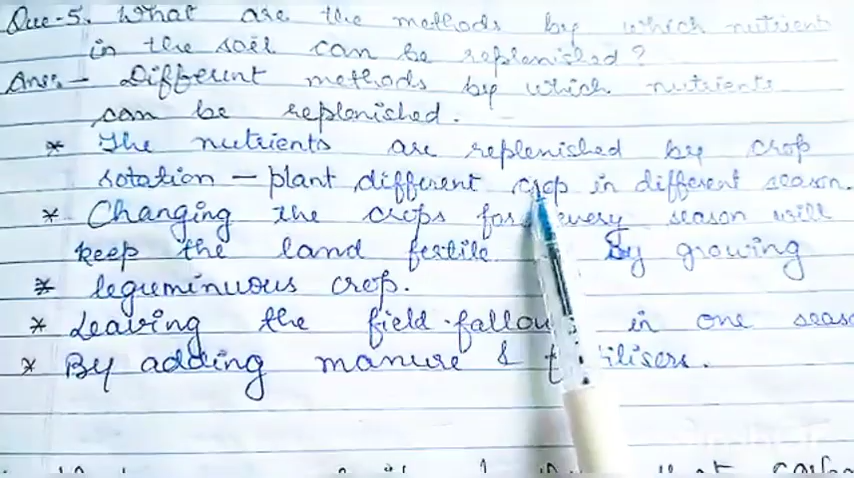 Que-5. What are the methods by which nutrient
in the soil can be replenished?
Ans:- Different methods by which nutrients
can be replenished.
* The nutrients are replenished by crop
rotation – plant different crop in different season.
* Changing the crops for every season will
keep the land fertile By growing
* leguminuous crop.
* Leaving the field fallow in one
* By adding manure &